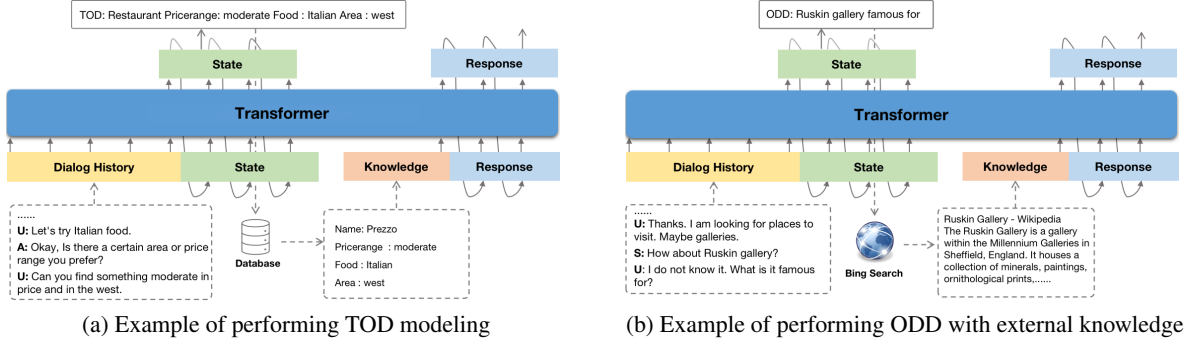 TOD: Restaurant Pricerange: moderate Food : Italian Area : west
State
Response
Transformer
Dialog History
State
Knowledge
Response
......
U: Let's try Italian food.
A: Okay, Is there a certain area or price
range you prefer?
U: Can you find something moderate in
price and in the west.
Database
Name: Prezzo
Pricerange : moderate
Food : Italian
Area : west
(a) Example of performing TOD modeling
ODD: Ruskin gallery famous for
State
Response
Transformer
Dialog History
State
Knowledge
Response
......
U: Thanks. I am looking for places to
visit. Maybe galleries.
S: How about Ruskin gallery?
U: I do not know it. What is it famous
for?
Bing Search
Ruskin Gallery - Wikipedia
The Ruskin Gallery is a gallery
within the Millennium Galleries in
Sheffield, England. It houses a
collection of minerals, paintings,
ornithological prints,......
(b) Example of performing ODD with external knowledge